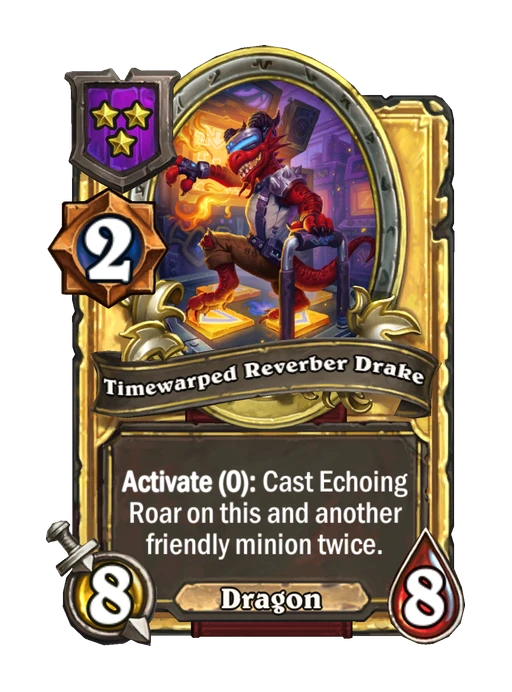 2
Timewarped Reverber Drake
Activate (0): Cast Echoing
Roar on this and another
friendly minion twice.
8
Dragon
8